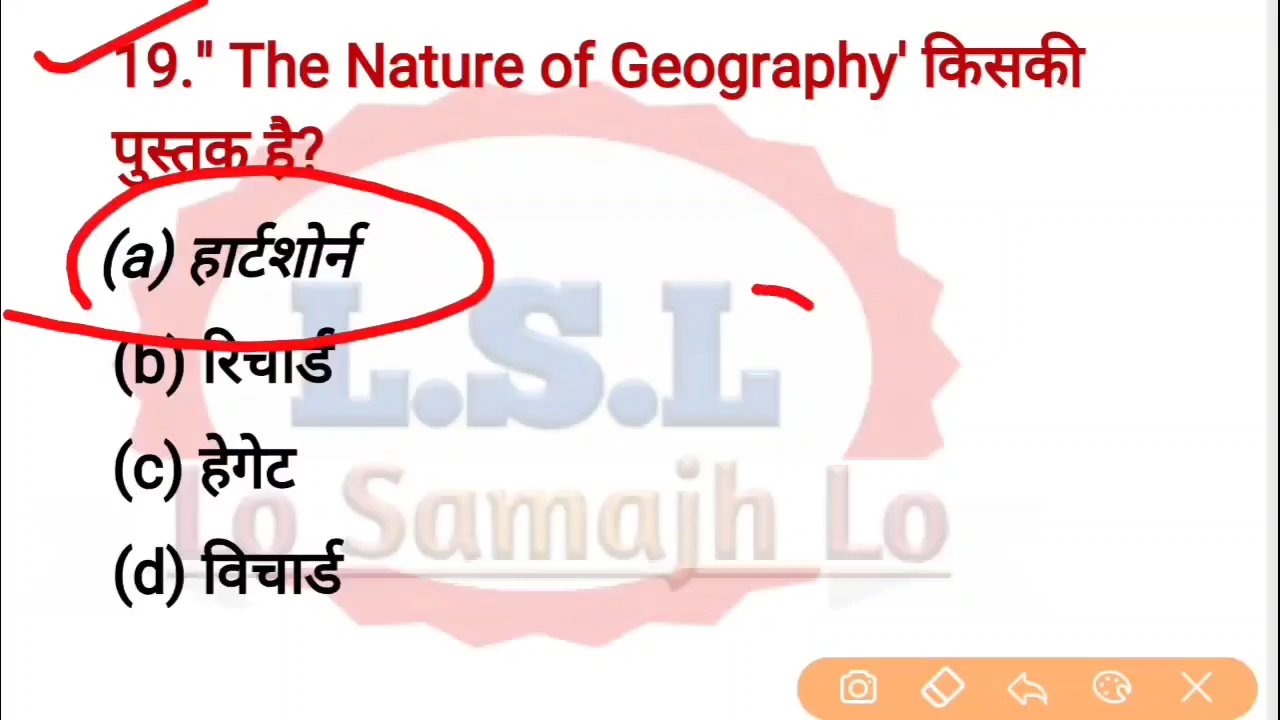 19." The Nature of Geography' किसकी
पुस्तक है?
(a) हार्टशोर्न
(b) रिचार्ड
(c) हेगेट
(d) विचार्ड
L.S.L
Lo Samajh Lo